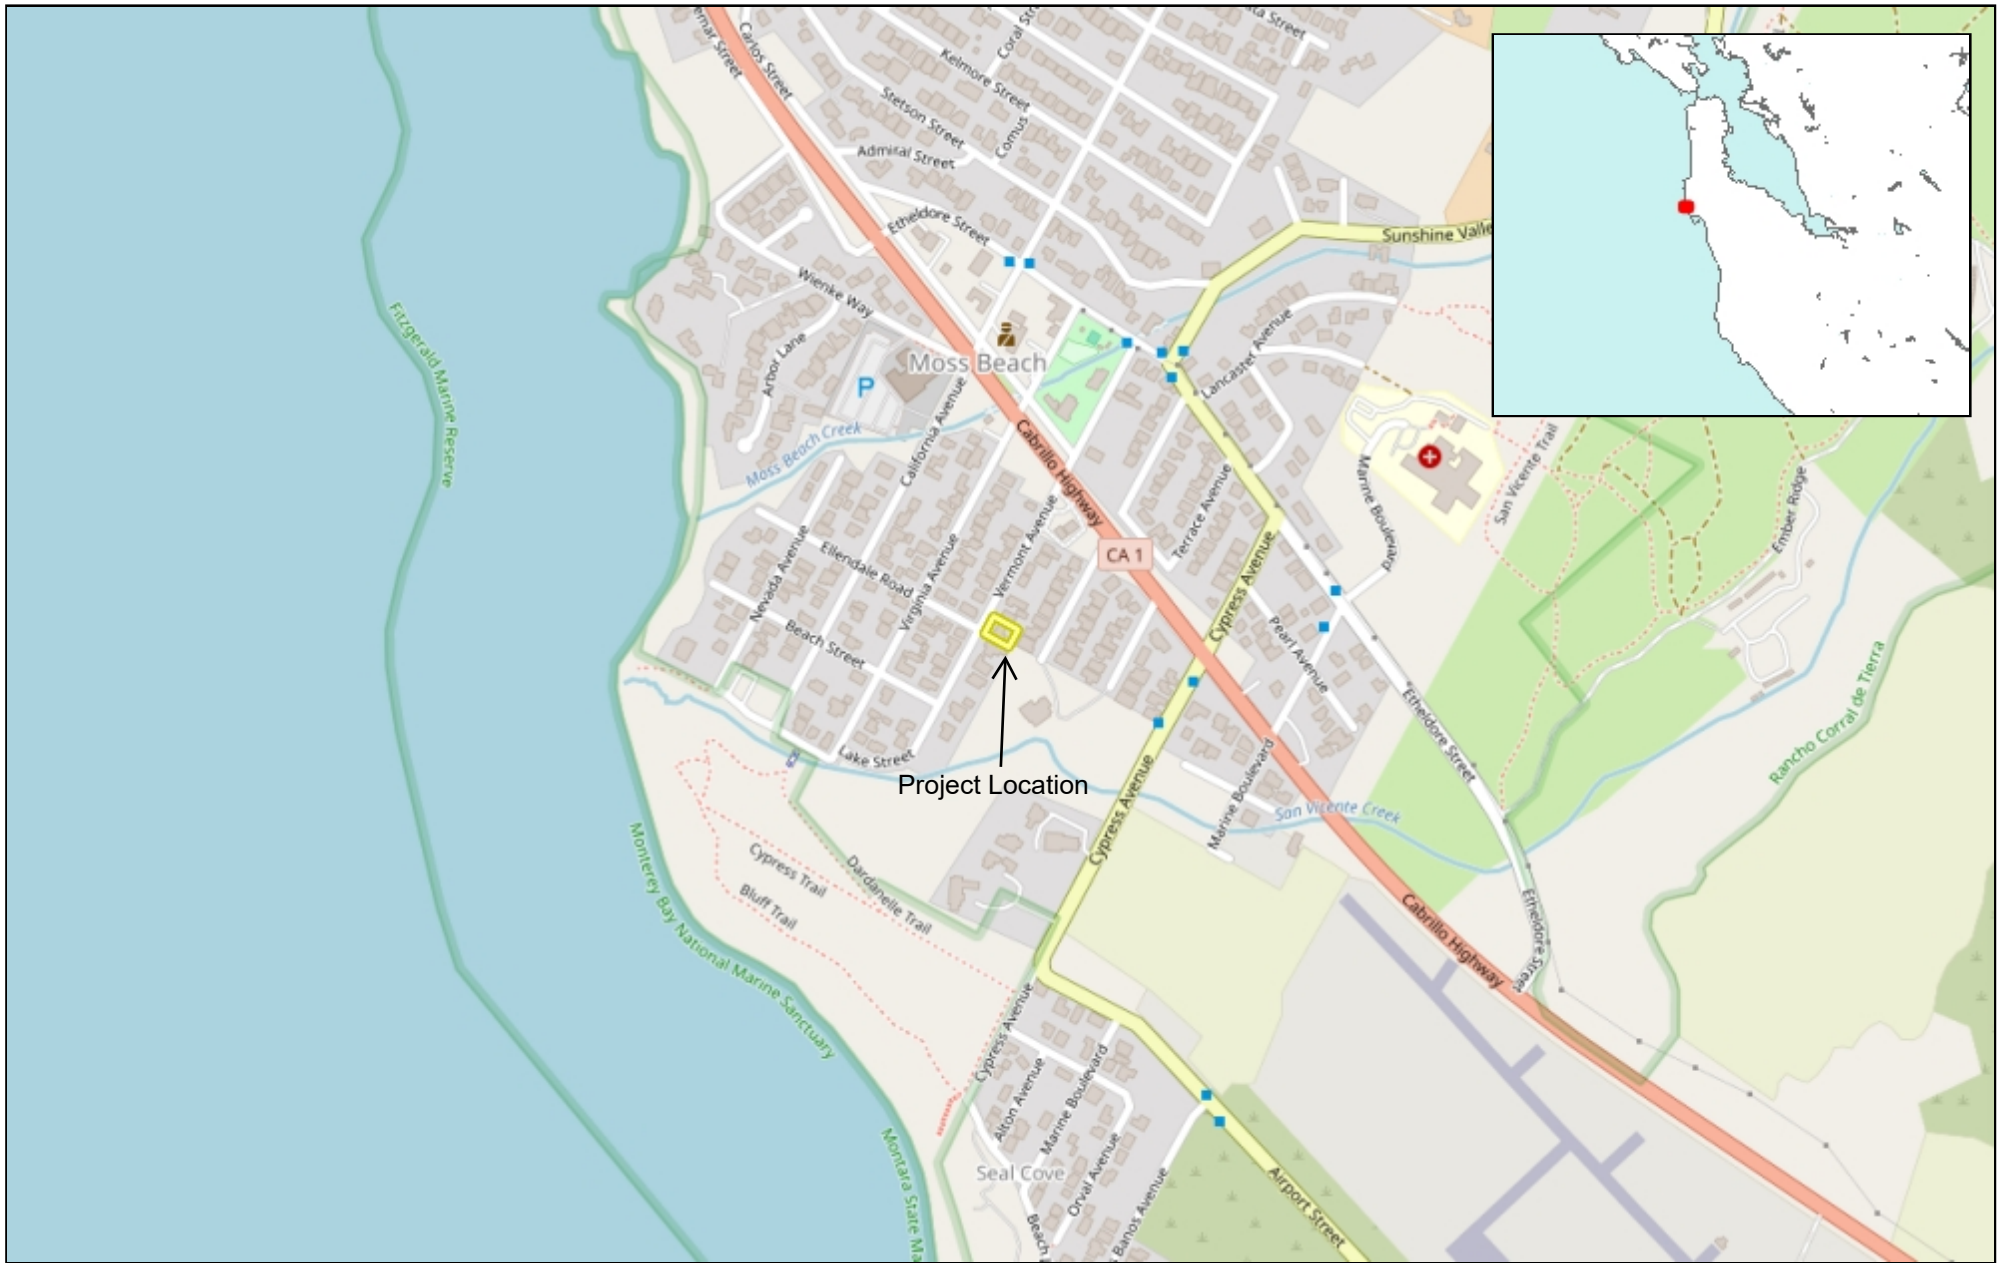 Carlos Street
Coral
Kelmore Street
Stetson Street
Comus
Admiral Street
Etheldore Street
Sunshine Valle
Wienke Way
Arbor Lane
Moss Beach
P
California Avenue
Moss Beach Creek
Lancaster Avenue
Cabrillo Highway
Fitzgerald Marine Reserve
Marine Boulevard
San Vicente Trail
Ember Ridge
Terrace Avenue
Vermont Avenue
CA 1
Ellendale Road
Nevada Avenue
Virginia Avenue
Cypress Avenue
Beach Street
Pearl Avenue
Lake Street
Project Location
Etheldore Street
Rancho Corral de Tierra
Marine Boulevard
San Vicente Creek
Cypress Avenue
Cypress Trail
Bluff Trail
Dardanelle Trail
Monterey Bay National Marine Sanctuary
Cabrillo Highway
Etheldore Street
Cypress Avenue
Alton Avenue
Marine Boulevard
Orval Avenue
Seal Cove
Beach
Banos Avenue
Airport Street
Montara State Ma